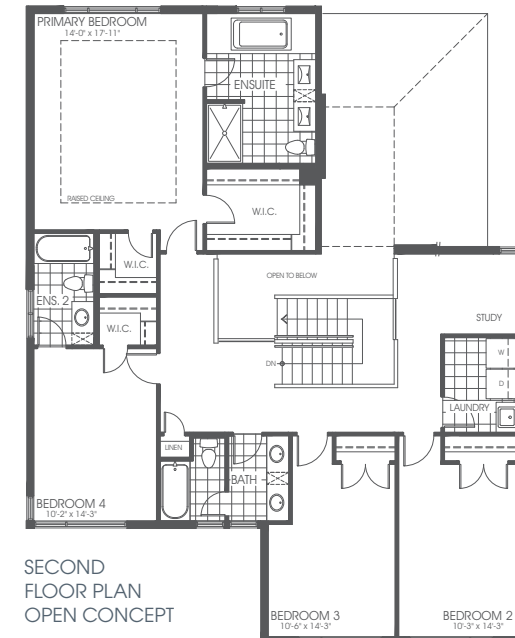 PRIMARY BEDROOM
14'-0" x 17'-11"
ENSUITE
RAISED CEILING
W.I.C.
W.I.C.
ENS. 2
W.I.C.
OPEN TO BELOW
STUDY
DN
W
D
LAUNDRY
LINEN
BATH
BEDROOM 4
10'-2" x 14'-3"
BEDROOM 3
10'-6" x 14'-3"
BEDROOM 2
10'-3" x 14'-3"
SECOND
FLOOR PLAN
OPEN CONCEPT